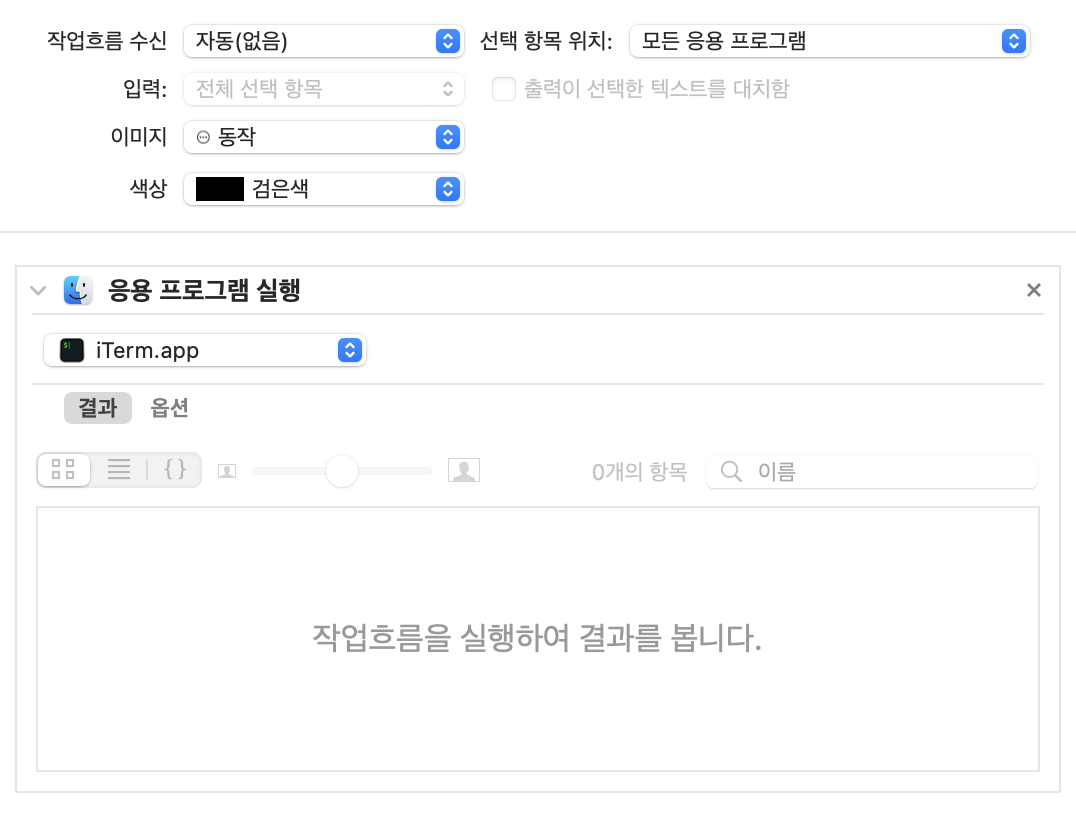 작업흐름 수신 자동(없음) 선택 항목 위치: 모든 응용 프로그램
입력: 전체 선택 항목 출력이 선택한 텍스트를 대치함
이미지 동작
색상 검은색
응용 프로그램 실행
iTerm.app
결과 옵션
0개의 항목 이름
작업흐름을 실행하여 결과를 봅니다.